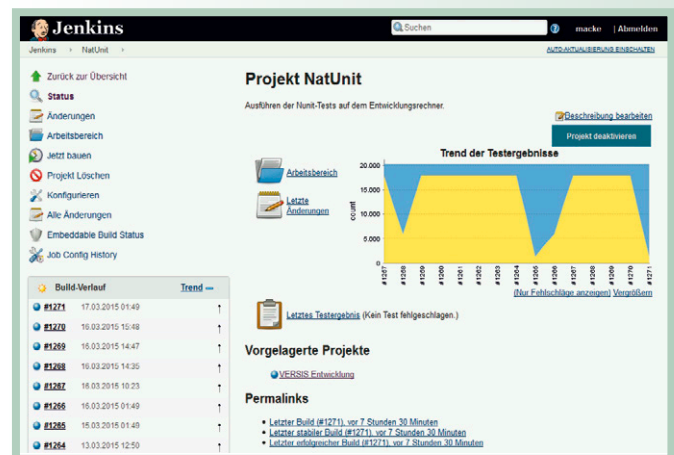 Jenkins
Suchen
macke | Abmelden
Jenkins › NatUnit ›
AUTO-AKTUALISIERUNG EINSCHALTEN
Zurück zur Übersicht
Status
Änderungen
Arbeitsbereich
Jetzt bauen
Projekt Löschen
Konfigurieren
Alle Änderungen
Embeddable Build Status
Job Config History
Build-Verlauf Trend
#1271 17.03.2015 01:49
#1270 16.03.2015 15:48
#1269 16.03.2015 14:47
#1268 16.03.2015 14:35
#1267 16.03.2015 10:23
#1266 16.03.2015 01:49
#1265 15.03.2015 01:49
#1264 13.03.2015 12:50
Projekt NatUnit
Ausführen der Nunit-Tests auf dem Entwicklungsrechner.
Beschreibung bearbeiten
Projekt deaktivieren
Arbeitsbereich
Letzte
Änderungen
Trend der Testergebnisse
count
20.000
15.000
10.000
5.000
0
#1257
#1258
#1259
#1260
#1261
#1262
#1263
#1264
#1265
#1266
#1267
#1268
#1269
#1270
#1271
(Nur Fehlschläge anzeigen) Vergrößern
Letztes Testergebnis (Kein Test fehlgeschlagen.)
Vorgelagerte Projekte
VERSIS Entwicklung
Permalinks
Letzter Build (#1271), vor 7 Stunden 30 Minuten
Letzter stabiler Build (#1271), vor 7 Stunden 30 Minuten
Letzter erfolgreicher Build (#1271), vor 7 Stunden 30 Minuten